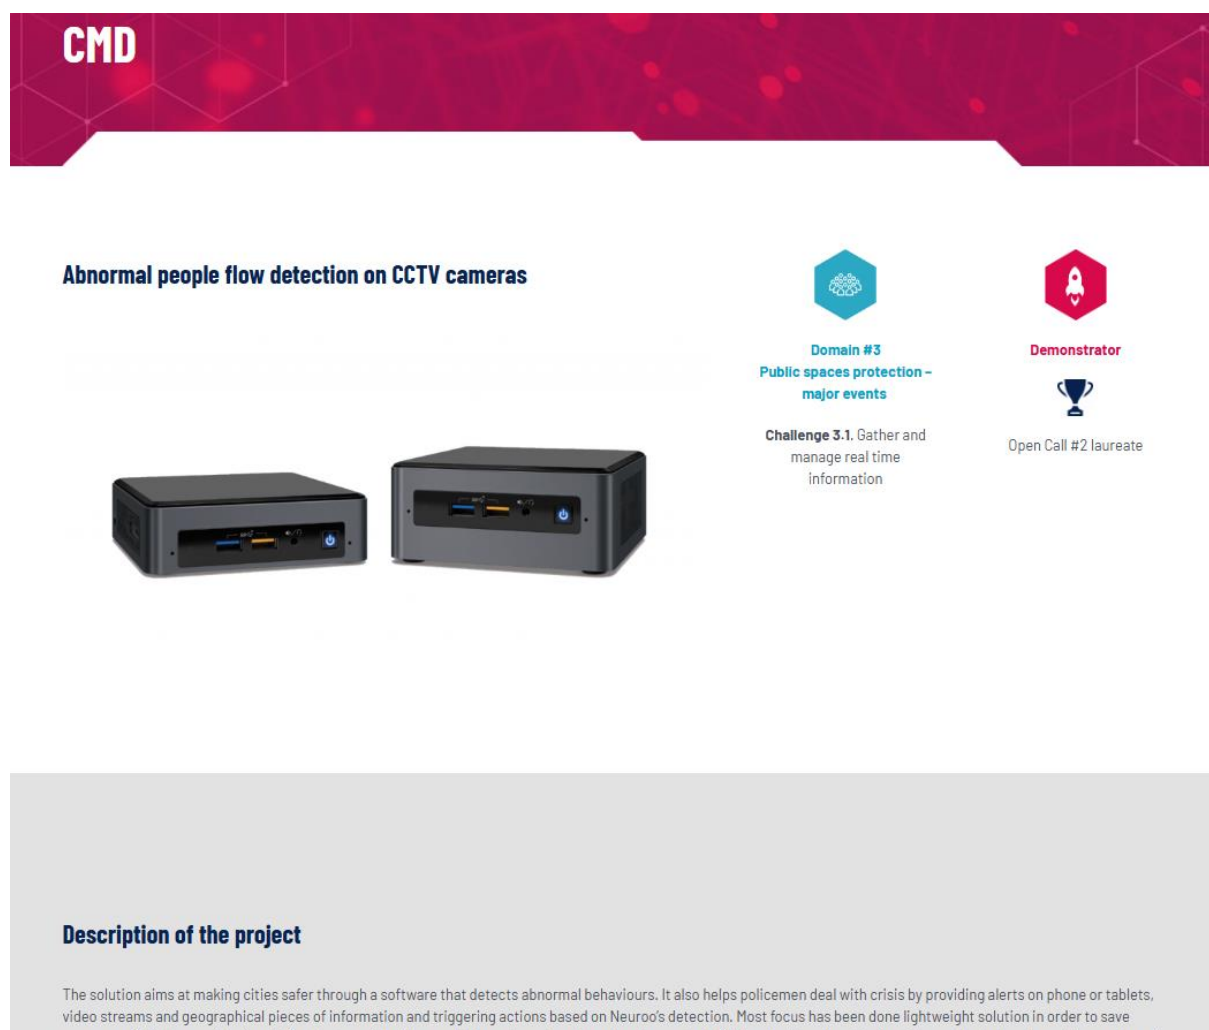 CMD
Abnormal people flow detection on CCTV cameras
Domain #3
Public spaces protection –
major events
Challenge 3.1. Gather and
manage real time
information
Demonstrator
Open Call #2 laureate
Description of the project
The solution aims at making cities safer through a software that detects abnormal behaviours. It also helps policemen deal with crisis by providing alerts on phone or tablets,
video streams and geographical pieces of information and triggering actions based on Neuroo's detection. Most focus has been done lightweight solution in order to save